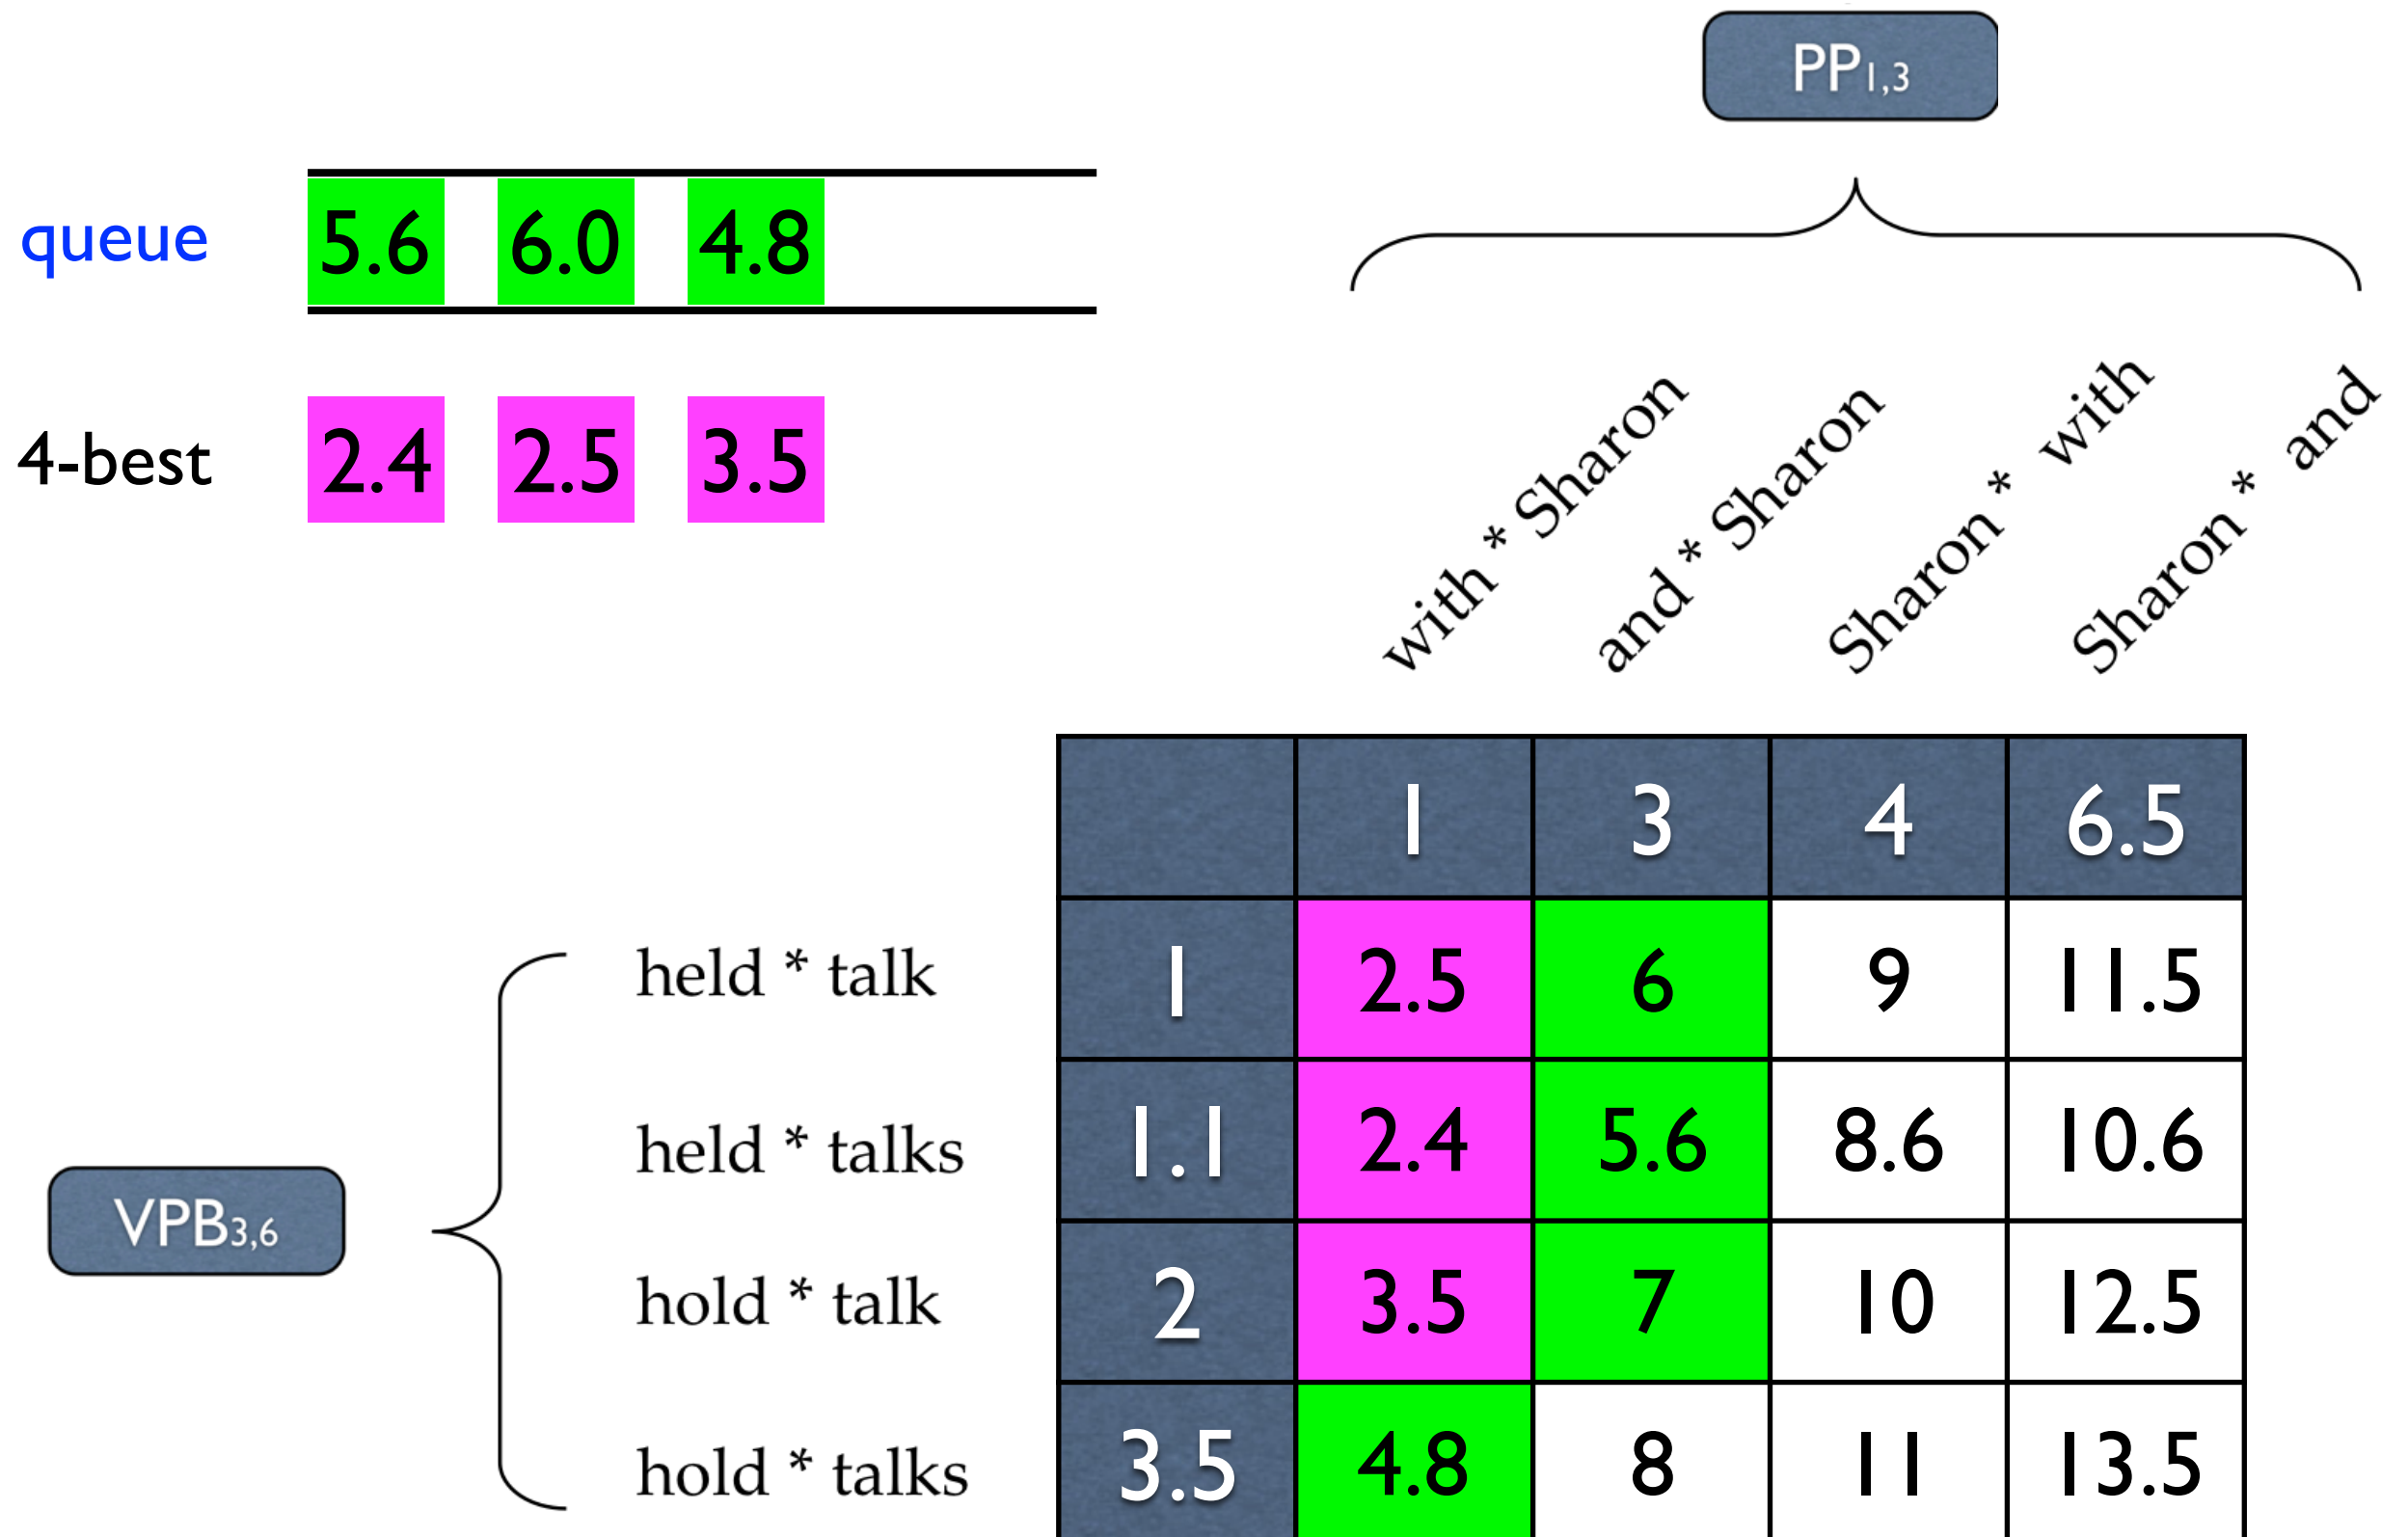 PP1,3
queue 5.6 6.0 4.8
4-best 2.4 2.5 3.5
with * Sharon
and * Sharon
Sharon * with
Sharon * and
1 3 4 6.5
held * talk 1 2.5 6 9 11.5
held * talks 1.1 2.4 5.6 8.6 10.6
VPB3,6
hold * talk 2 3.5 7 10 12.5
hold * talks 3.5 4.8 8 11 13.5